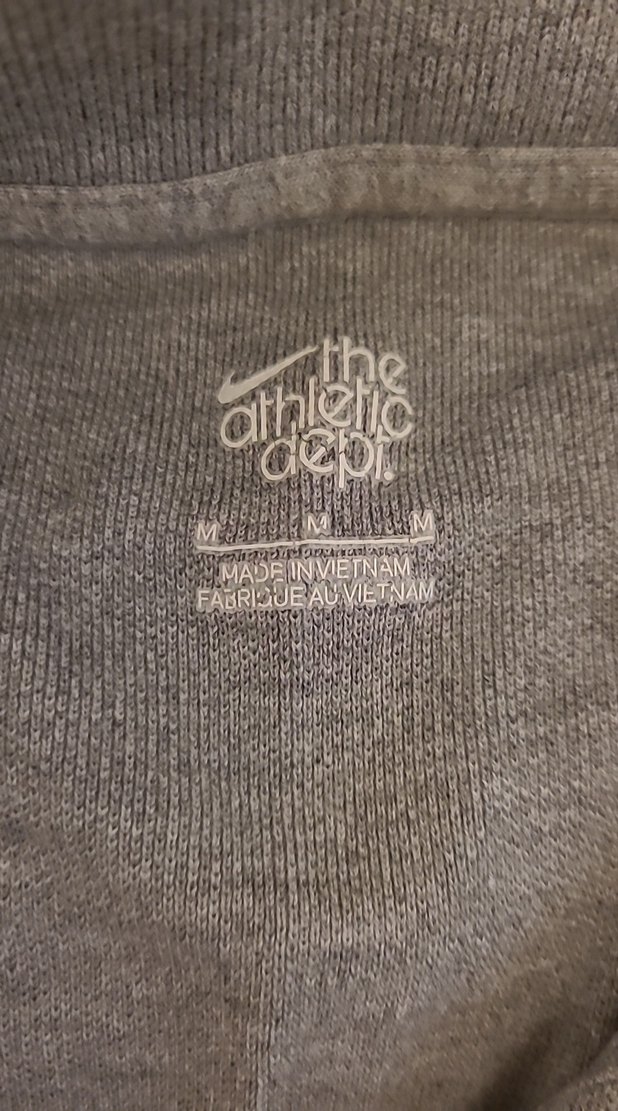 the
athletic
dept.
M M M
MADE IN VIETNAM
FABRIQUE AU VIETNAM